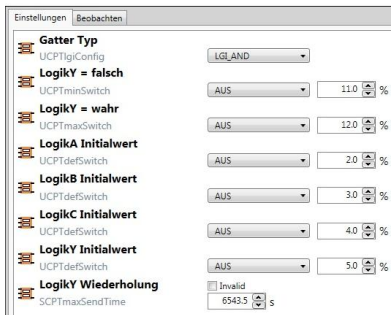 Einstellungen Beobachten
Gatter Typ
UCPTlgiConfig LGI_AND
LogikY = falsch
UCPTminSwitch AUS 11.0 %
LogikY = wahr
UCPTmaxSwitch AUS 12.0 %
LogikA Initialwert
UCPTdefSwitch AUS 2.0 %
LogikB Initialwert
UCPTdefSwitch AUS 3.0 %
LogikC Initialwert
UCPTdefSwitch AUS 4.0 %
LogikY Initialwert
UCPTdefSwitch AUS 5.0 %
LogikY Wiederholung Invalid
SCPTmaxSendTime 6543.5 s